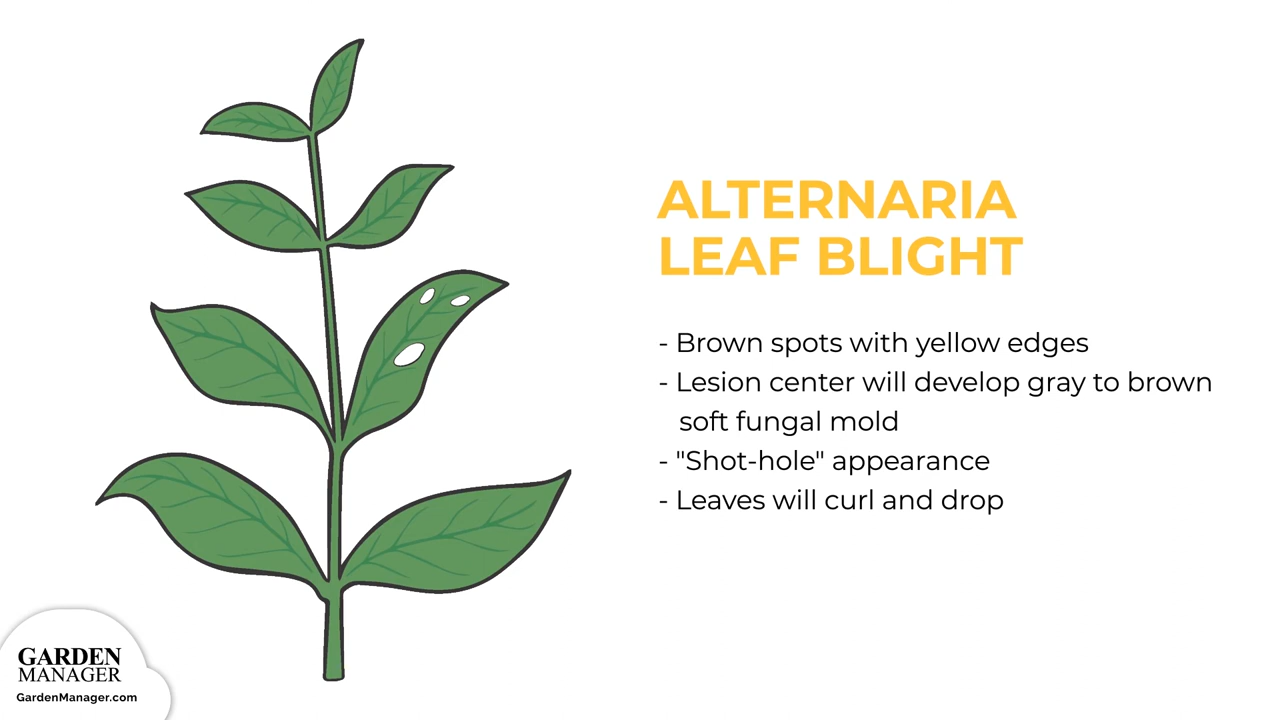 ALTERNARIA
LEAF BLIGHT
- Brown spots with yellow edges
- Lesion center will develop gray to brown
soft fungal mold
- "Shot-hole" appearance
- Leaves will curl and drop
GARDEN
MANAGER
GardenManager.com